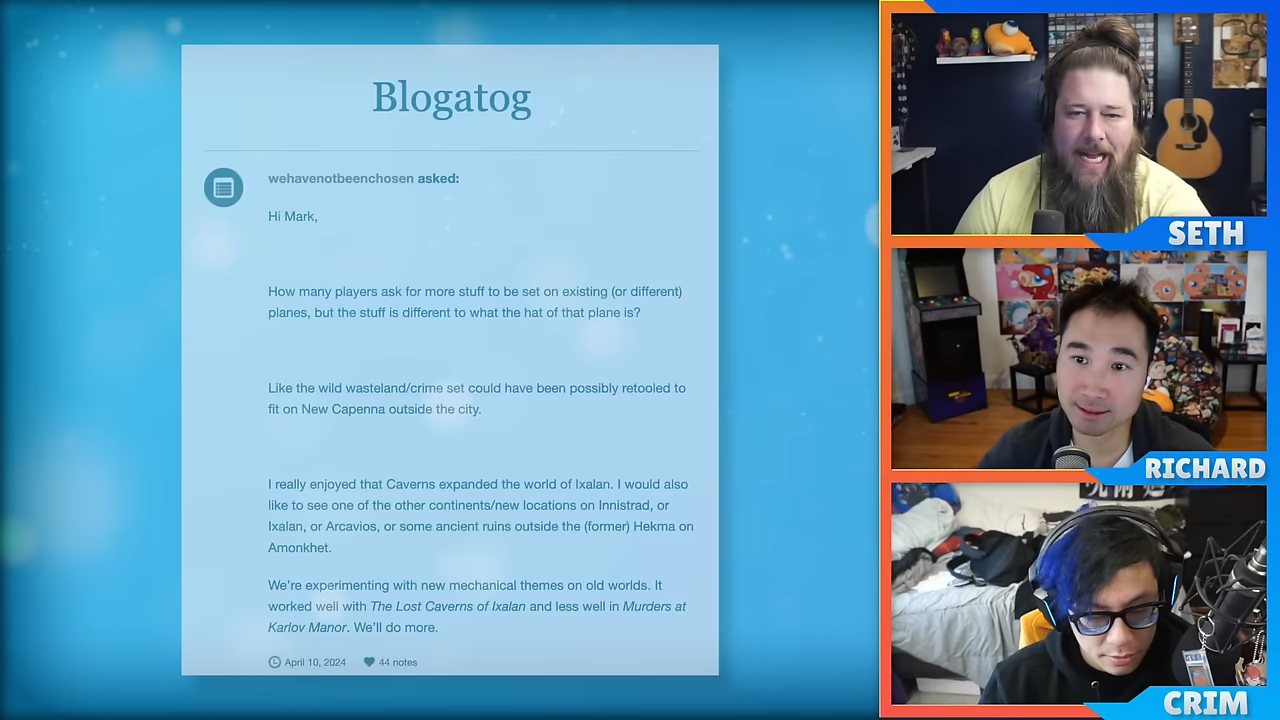 Blogatog
wehavenotbeenchosen asked:
Hi Mark,
How many players ask for more stuff to be set on existing (or different)
planes, but the stuff is different to what the hat of that plane is?
Like the wild wasteland/crime set could have been possibly retooled to
fit on New Capenna outside the city.
I really enjoyed that Caverns expanded the world of Ixalan. I would also
like to see one of the other continents/new locations on Innistrad, or
Ixalan, or Arcavios, or some ancient ruins outside the (former) Hekma on
Amonkhet.
We’re experimenting with new mechanical themes on old worlds. It
worked well with The Lost Caverns of Ixalan and less well in Murders at
Karlov Manor. We’ll do more.
April 10, 2024 44 notes
SETH
RICHARD
CRIM